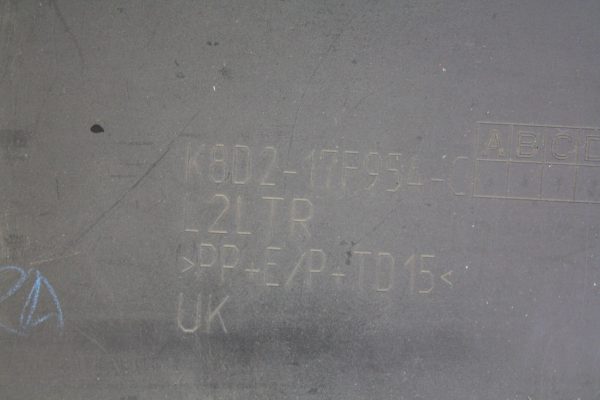 K8D2-17F954-C ABCD
L2LTR
>PP+E/P-TD15<
UK